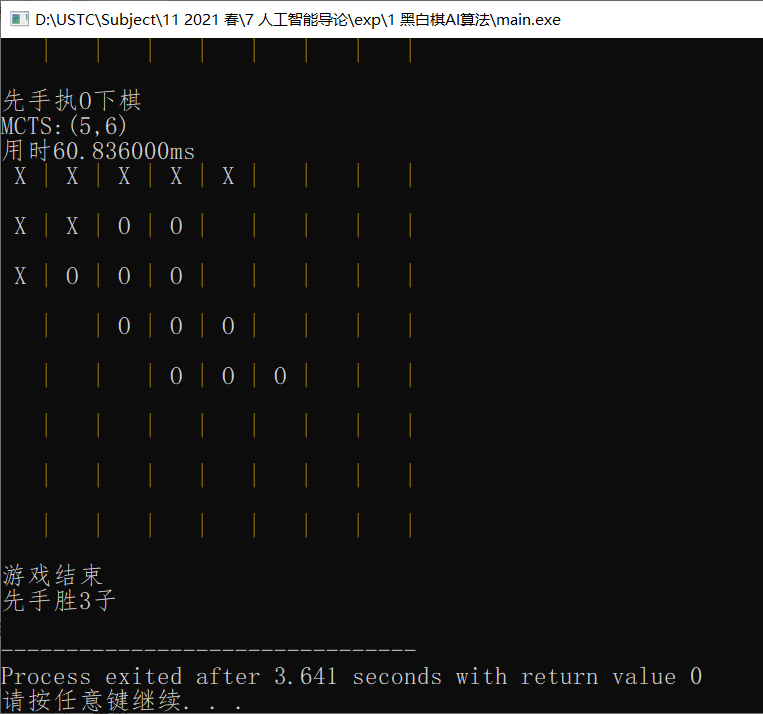 D:\USTC\Subject\11 2021 春\7 人工智能导论\exp\1 黑白棋AI算法\main.exe
| | | | | | | |
先手执O下棋
MCTS:(5,6)
用时60.836000ms
X | X | X | X | X | | | |
X | X | O | O | | | | |
X | O | O | O | | | | |
| | O | O | O | | | |
| | | O | O | O | | |
| | | | | | | |
| | | | | | | |
| | | | | | | |
游戏结束
先手胜3子
--------------------------------
Process exited after 3.641 seconds with return value 0
请按任意键继续. . .